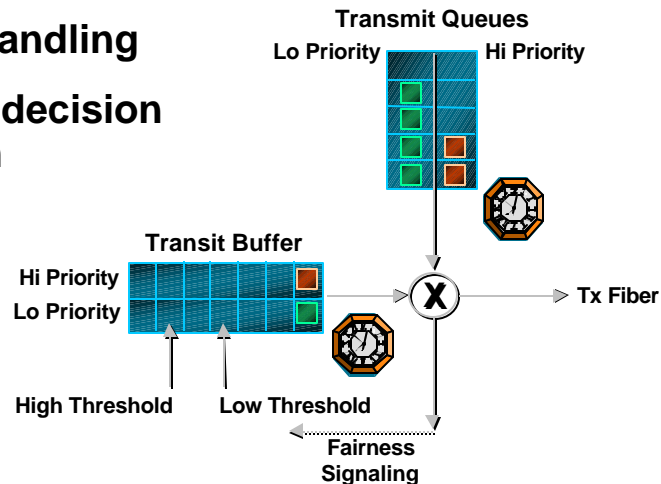 Transmit Queues
Lo Priority
Hi Priority
decision
Transit Buffer
Hi Priority
Lo Priority
X
Tx Fiber
High Threshold
Low Threshold
Fairness
Signaling